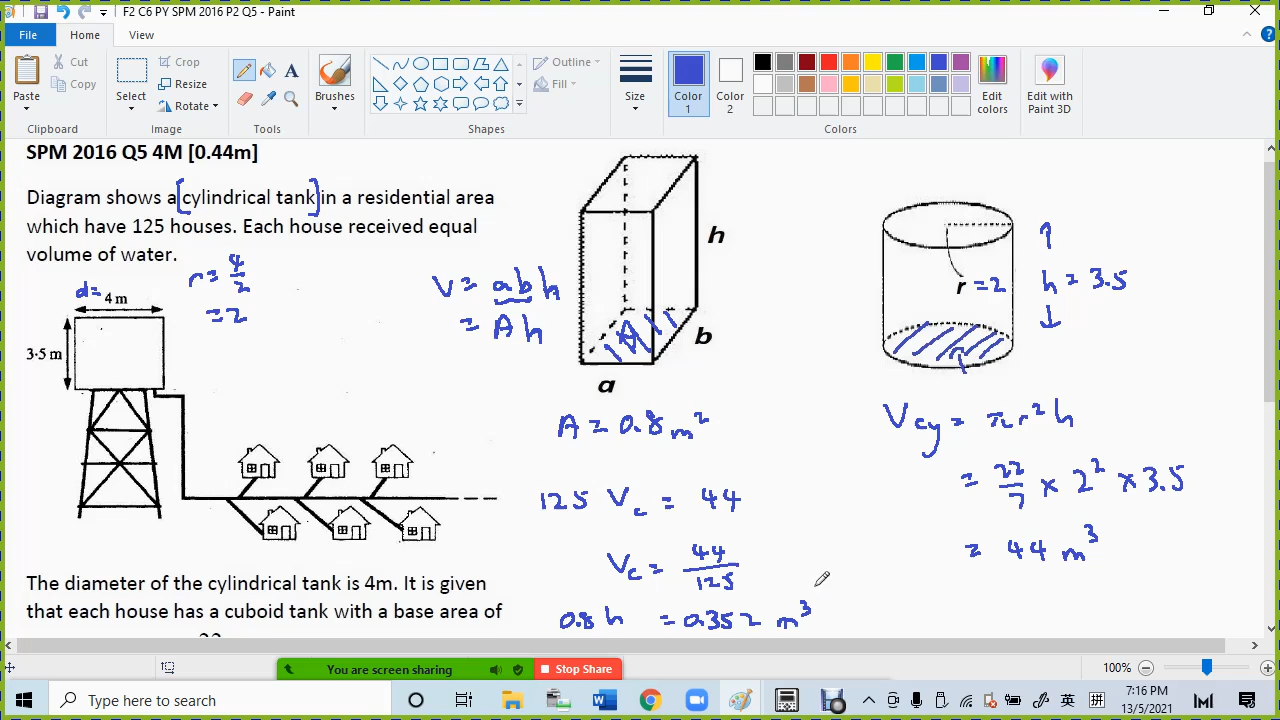 F2 C6 PY SPM 2016 P2 Q5 - Paint
File
Home
View
Paste
Cut
Copy
Clipboard
Select
Crop
Resize
Rotate
Image
Tools
Brushes
Shapes
Outline
Fill
Size
Color
1
Color
2
Edit
colors
Edit with
Paint 3D
Colors
SPM 2016 Q5 4M [0.44m]
Diagram shows a [cylindrical tank] in a residential area
which have 125 houses. Each house received equal
volume of water.
r = 4/2
= 2
d =
4 m
3·5 m
V = abh
= Ah
A
h
b
a
A = 0.8 m²
125 Vc = 44
Vc = 44/125
0.8h = 0.352 m³
r = 2
h = 3.5
Vcy = πr²h
= 22/7 × 2² × 3.5
= 44 m³
The diameter of the cylindrical tank is 4m. It is given
that each house has a cuboid tank with a base area of
You are screen sharing
Stop Share
100%
Type here to search
英
拼
7:16 PM
13/5/2021